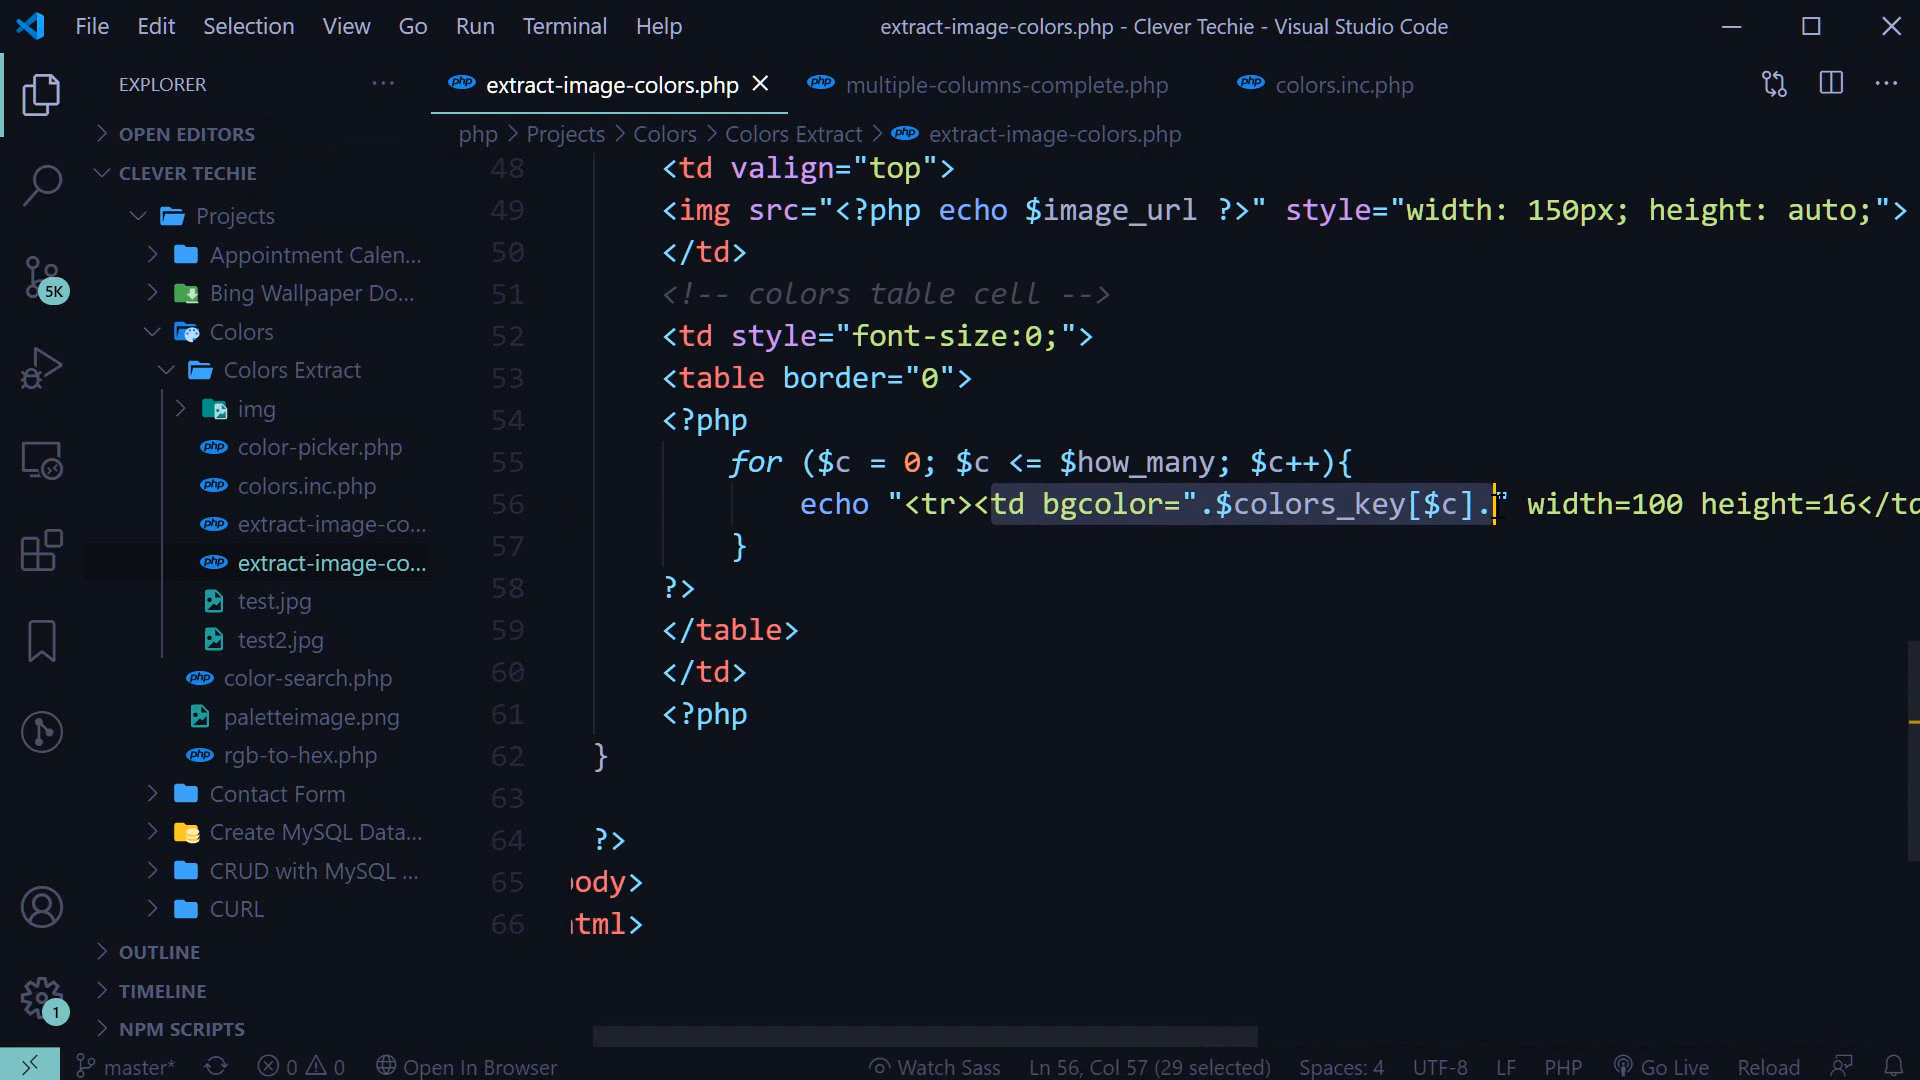 File Edit Selection View Go Run Terminal Help extract-image-colors.php - Clever Techie - Visual Studio Code
EXPLORER
extract-image-colors.php
multiple-columns-complete.php
colors.inc.php
php > Projects > Colors > Colors Extract > extract-image-colors.php
OPEN EDITORS
CLEVER TECHIE
Projects
Appointment Calen...
Bing Wallpaper Do...
Colors
Colors Extract
img
color-picker.php
colors.inc.php
extract-image-co...
extract-image-co...
test.jpg
test2.jpg
color-search.php
paletteimage.png
rgb-to-hex.php
Contact Form
Create MySQL Data...
CRUD with MySQL ...
CURL
OUTLINE
TIMELINE
NPM SCRIPTS
5K
1
48 <td valign="top">
49 <img src="<?php echo $image_url ?>" style="width: 150px; height: auto;">
50 </td>
51 <!-- colors table cell -->
52 <td style="font-size:0;">
53 <table border="0">
54 <?php
55 for ($c = 0; $c <= $how_many; $c++){
56 echo "<tr><td bgcolor=".$colors_key[$c]." width=100 height=16</td
57 }
58 ?>
59 </table>
60 </td>
61 <?php
62 }
63
64 ?>
65 body>
66 html>
master* 0 0 Open In Browser Watch Sass Ln 56, Col 57 (29 selected) Spaces: 4 UTF-8 LF PHP Go Live Reload